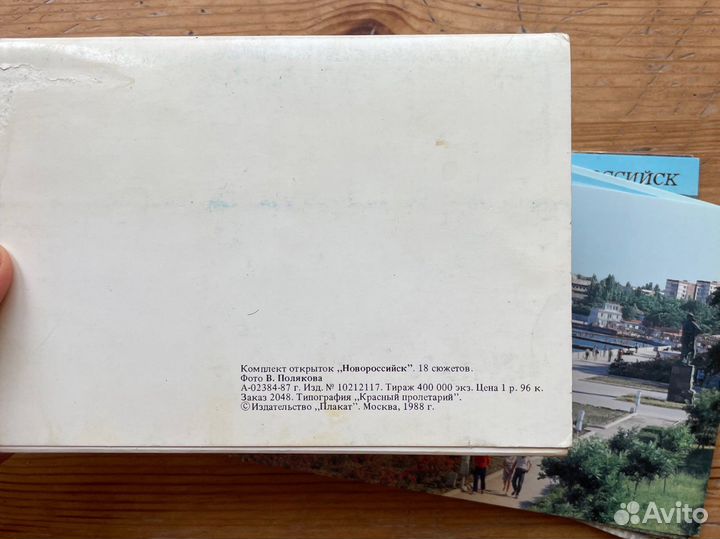 ССИЙСК
Комплект открыток „Новороссийск". 18 сюжетов.
Фото В. Полякова
А-02384-87 г. Изд. № 10212117. Тираж 400 000 экз. Цена 1 р. 96 к.
Заказ 2048. Типография „Красный пролетарий".
© Издательство „Плакат". Москва, 1988 г.
Avito